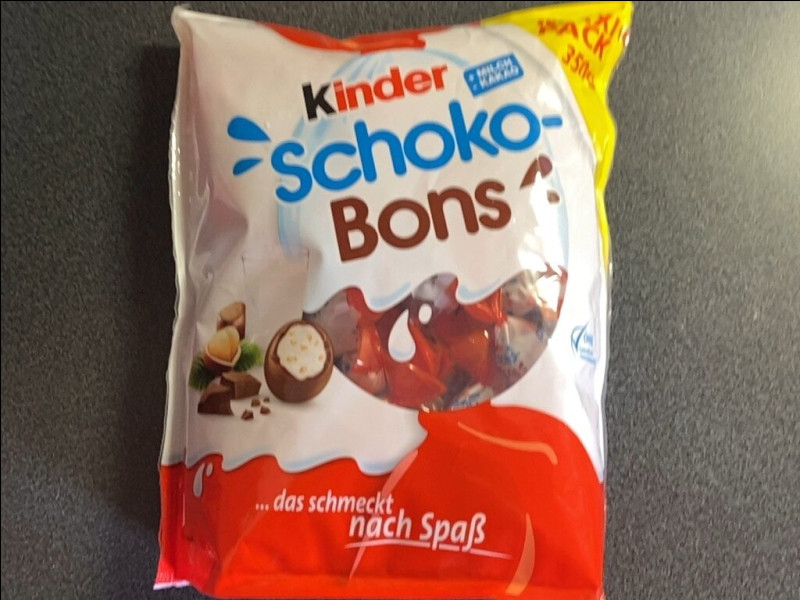 PACK
350g
kinder
+ MILCH
- KAKAO
Schoko-
Bons
... das schmeckt
nach Spaß